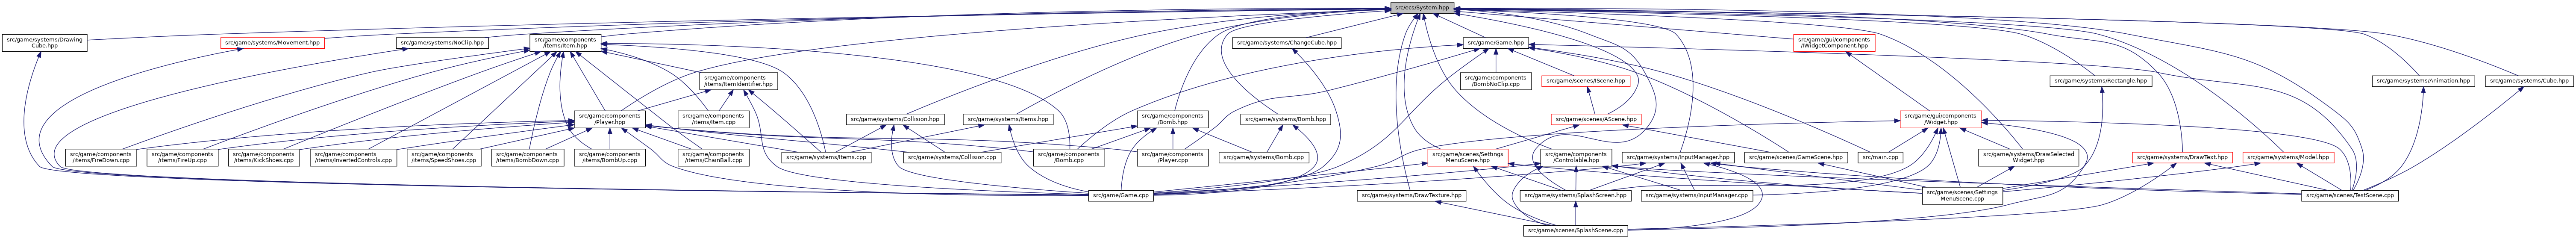 src/ecs/System.hpp
src/game/systems/Drawing
Cube.hpp
src/game/systems/Movement.hpp
src/game/systems/NoClip.hpp
src/game/components
/items/Item.hpp
src/game/systems/ChangeCube.hpp
src/game/Game.hpp
src/game/gui/components
/IWidgetComponent.hpp
src/game/components
/items/ItemIdentifier.hpp
src/game/components
/BombNoClip.cpp
src/game/scenes/IScene.hpp
src/game/systems/Rectangle.hpp
src/game/systems/Animation.hpp
src/game/systems/Cube.hpp
src/game/components
/Player.hpp
src/game/components
/items/Item.cpp
src/game/systems/Collision.hpp
src/game/systems/Items.hpp
src/game/components
/Bomb.hpp
src/game/systems/Bomb.hpp
src/game/scenes/AScene.hpp
src/game/gui/components
/Widget.hpp
src/game/components
/items/FireDown.cpp
src/game/components
/items/FireUp.cpp
src/game/components
/items/KickShoes.cpp
src/game/components
/items/InvertedControls.cpp
src/game/components
/items/SpeedShoes.cpp
src/game/components
/items/BombDown.cpp
src/game/components
/items/BombUp.cpp
src/game/components
/items/ChainBall.cpp
src/game/systems/Items.cpp
src/game/systems/Collision.cpp
src/game/components
/Bomb.cpp
src/game/components
/Player.cpp
src/game/systems/Bomb.cpp
src/game/scenes/Settings
MenuScene.hpp
src/game/components
/Controlable.hpp
src/game/systems/InputManager.hpp
src/game/scenes/GameScene.hpp
src/main.cpp
src/game/systems/DrawSelected
Widget.hpp
src/game/systems/DrawText.hpp
src/game/systems/Model.hpp
src/game/Game.cpp
src/game/systems/DrawTexture.hpp
src/game/systems/SplashScreen.hpp
src/game/systems/InputManager.cpp
src/game/scenes/Settings
MenuScene.cpp
src/game/scenes/TestScene.cpp
src/game/scenes/SplashScene.cpp